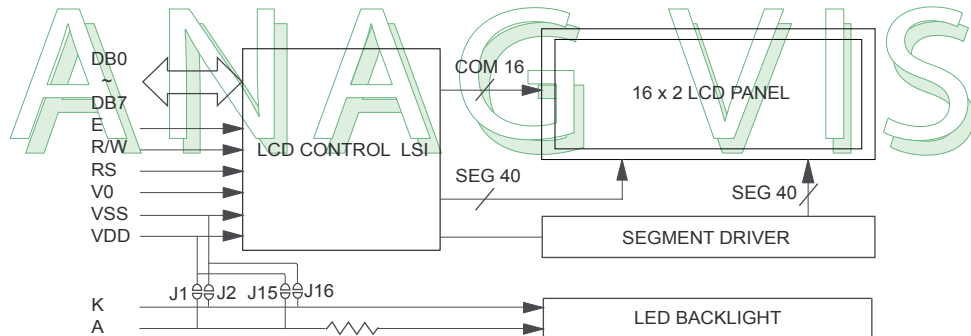 ANAG VIS
DB0
~
DB7
E
R/W
RS
V0
VSS
VDD
LCD CONTROL LSI
COM 16
16 x 2 LCD PANEL
SEG 40
SEG 40
SEGMENT DRIVER
J1
J2
J15
J16
K
A
LED BACKLIGHT